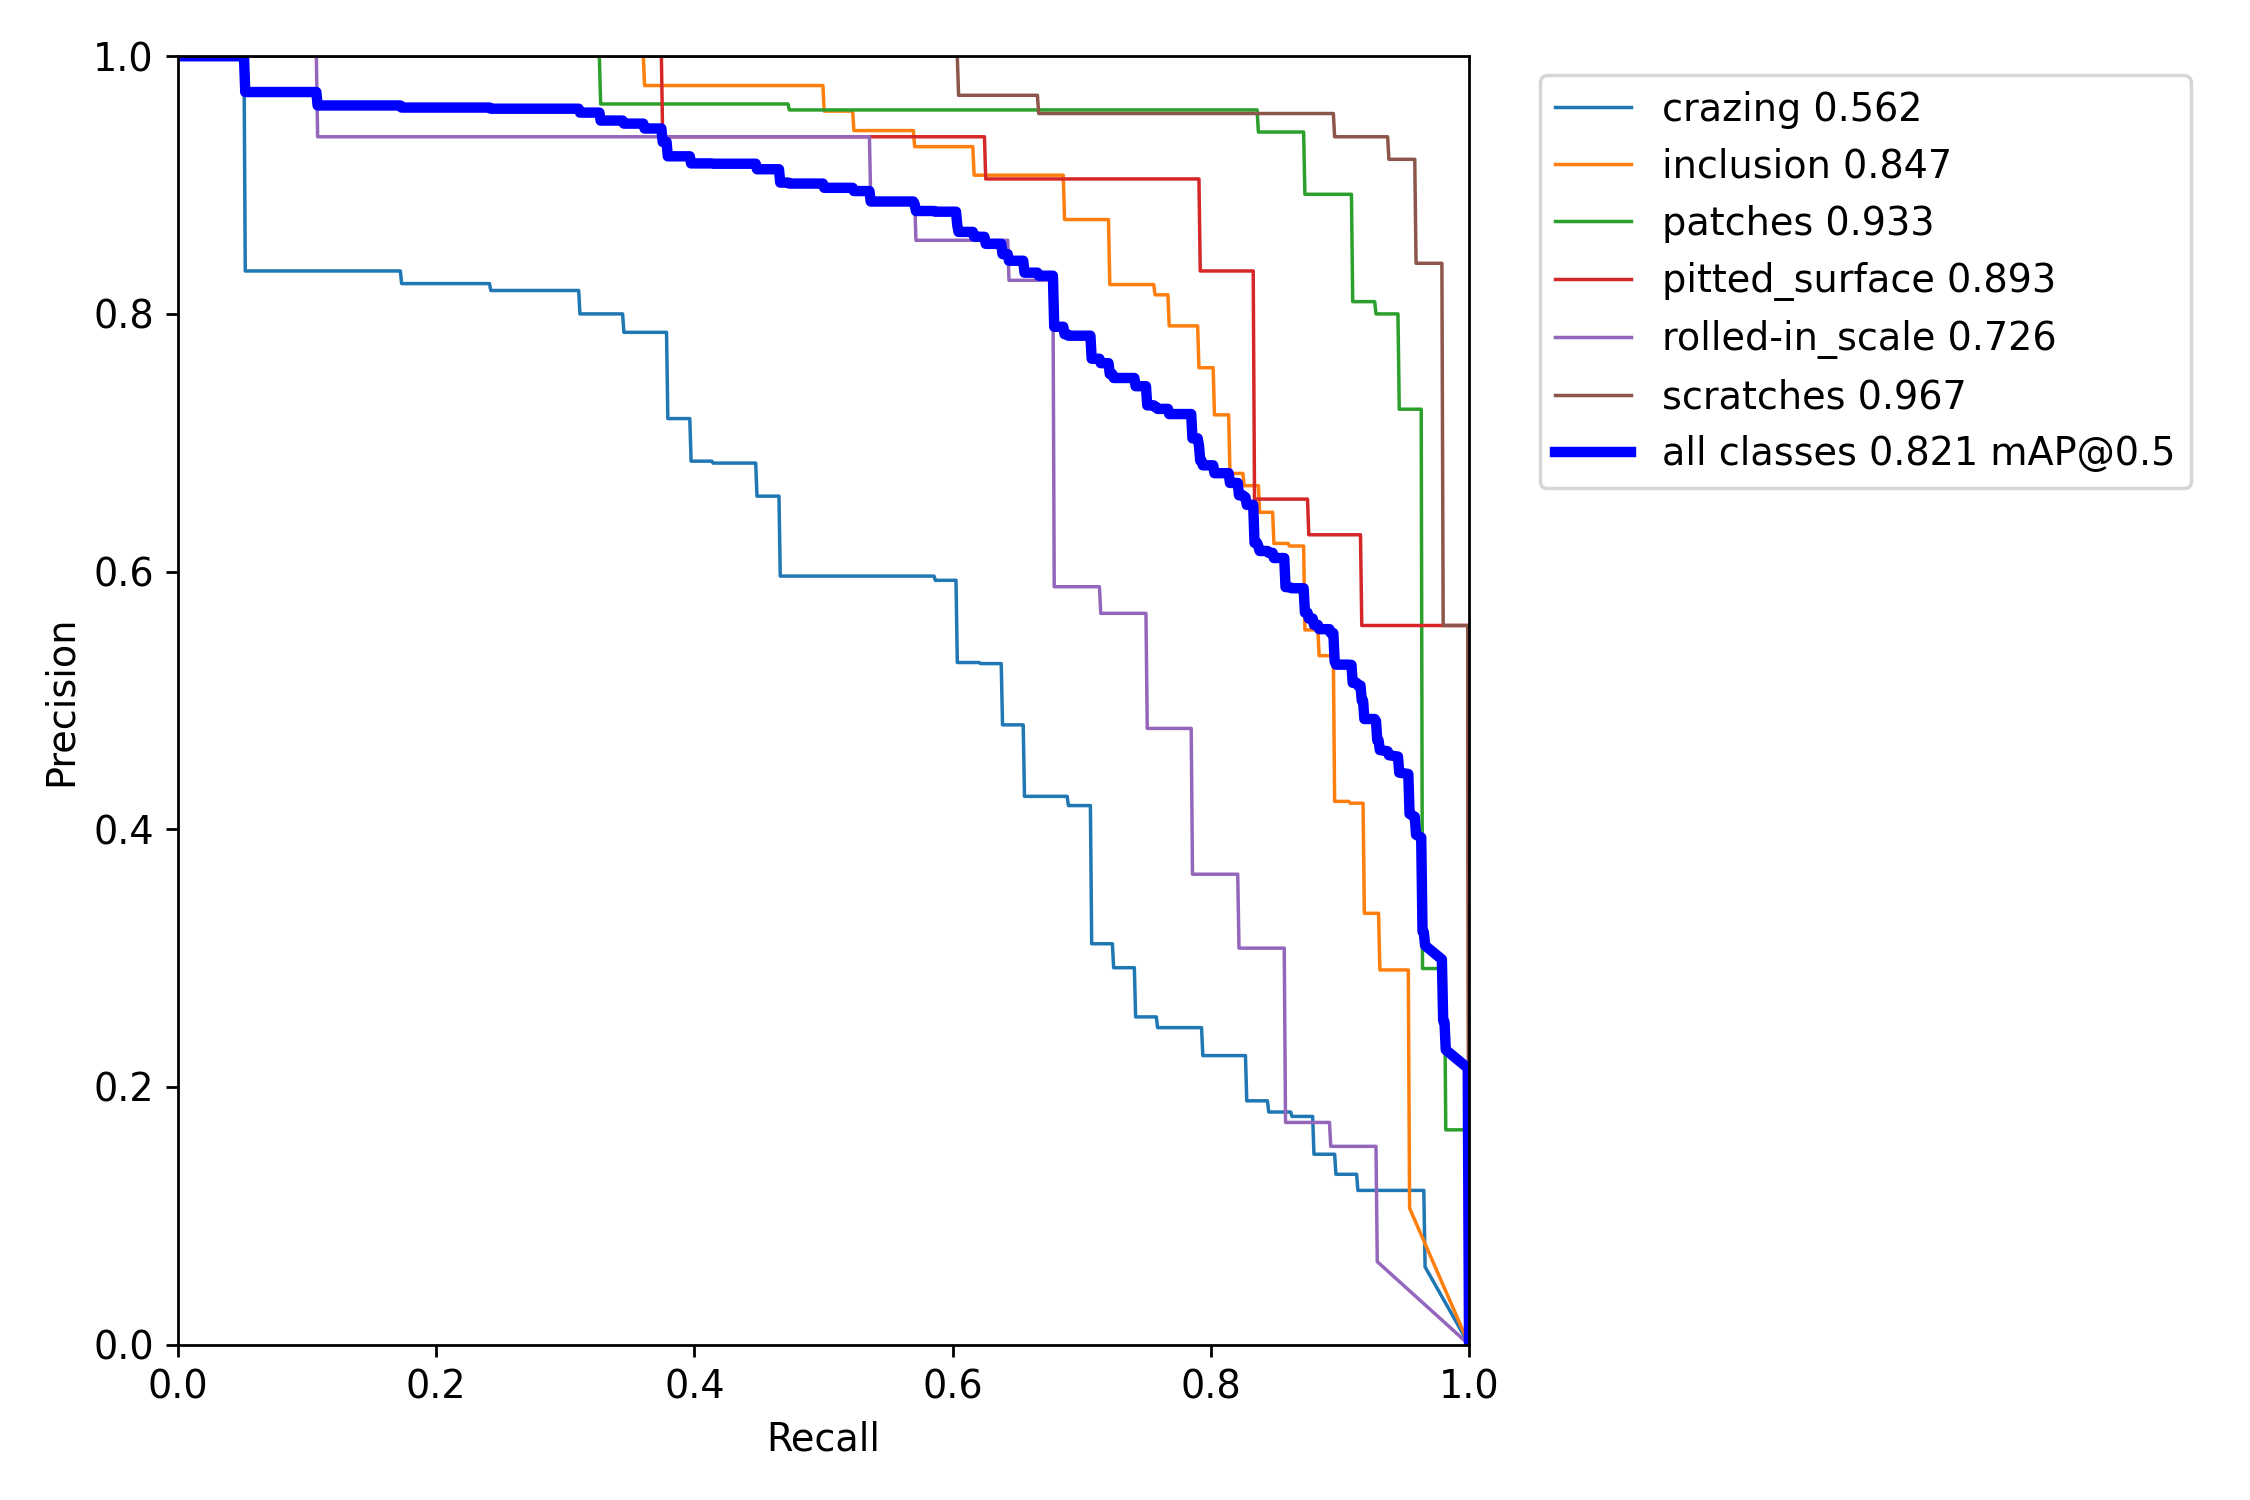 1.0
0.8
0.6
0.4
0.2
0.0
Precision
0.0 0.2 0.4 0.6 0.8 1.0
Recall
crazing 0.562
inclusion 0.847
patches 0.933
pitted_surface 0.893
rolled-in_scale 0.726
scratches 0.967
all classes 0.821 mAP@0.5